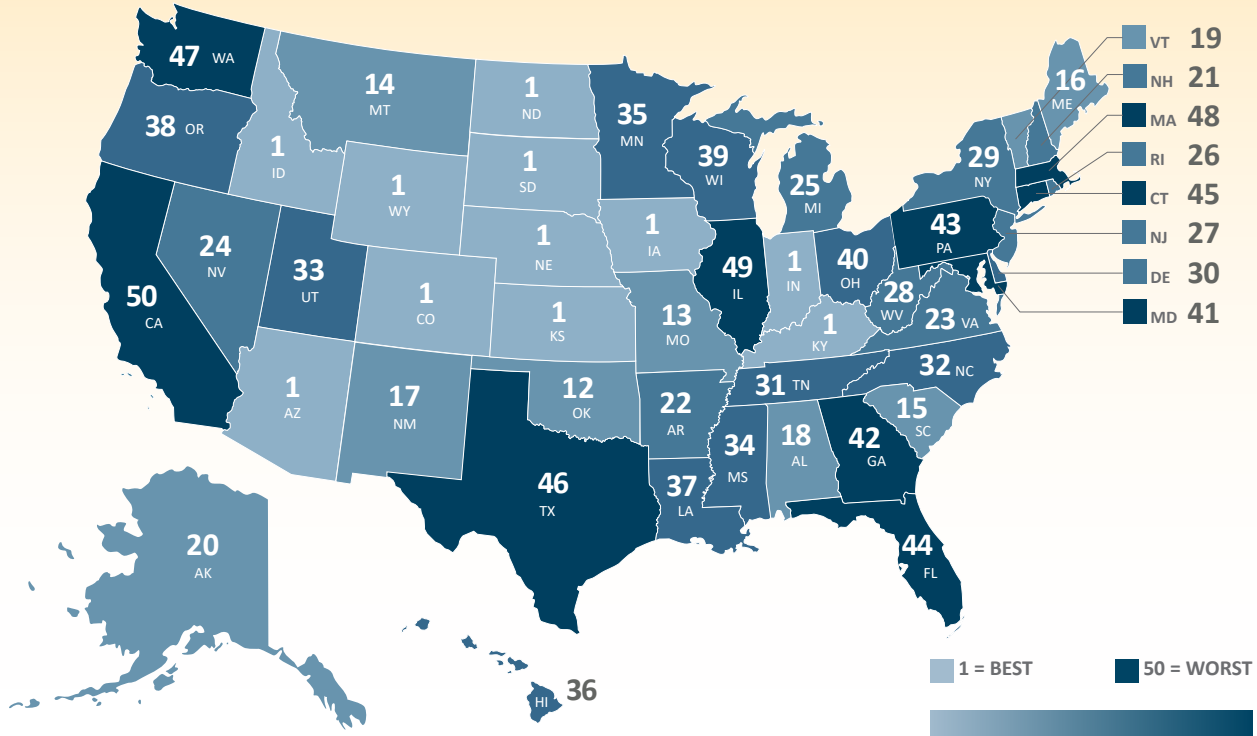 47 WA
38 OR
50
CA
24
NV
1
ID
14
MT
1
WY
33
UT
1
AZ
1
CO
17
NM
1
ND
1
SD
1
NE
1
KS
12
OK
46
TX
35
MN
1
IA
13
MO
22
AR
37
LA
39
WI
49
IL
25
MI
1
IN
40
OH
1
KY
31 TN
34
MS
18
AL
42
GA
44
FL
15
SC
32 NC
23 VA
28
WV
43
PA
29
NY
16
ME
VT 19
NH 21
MA 48
RI 26
CT 45
NJ 27
DE 30
MD 41
20
AK
HI 36
1 = BEST
50 = WORST